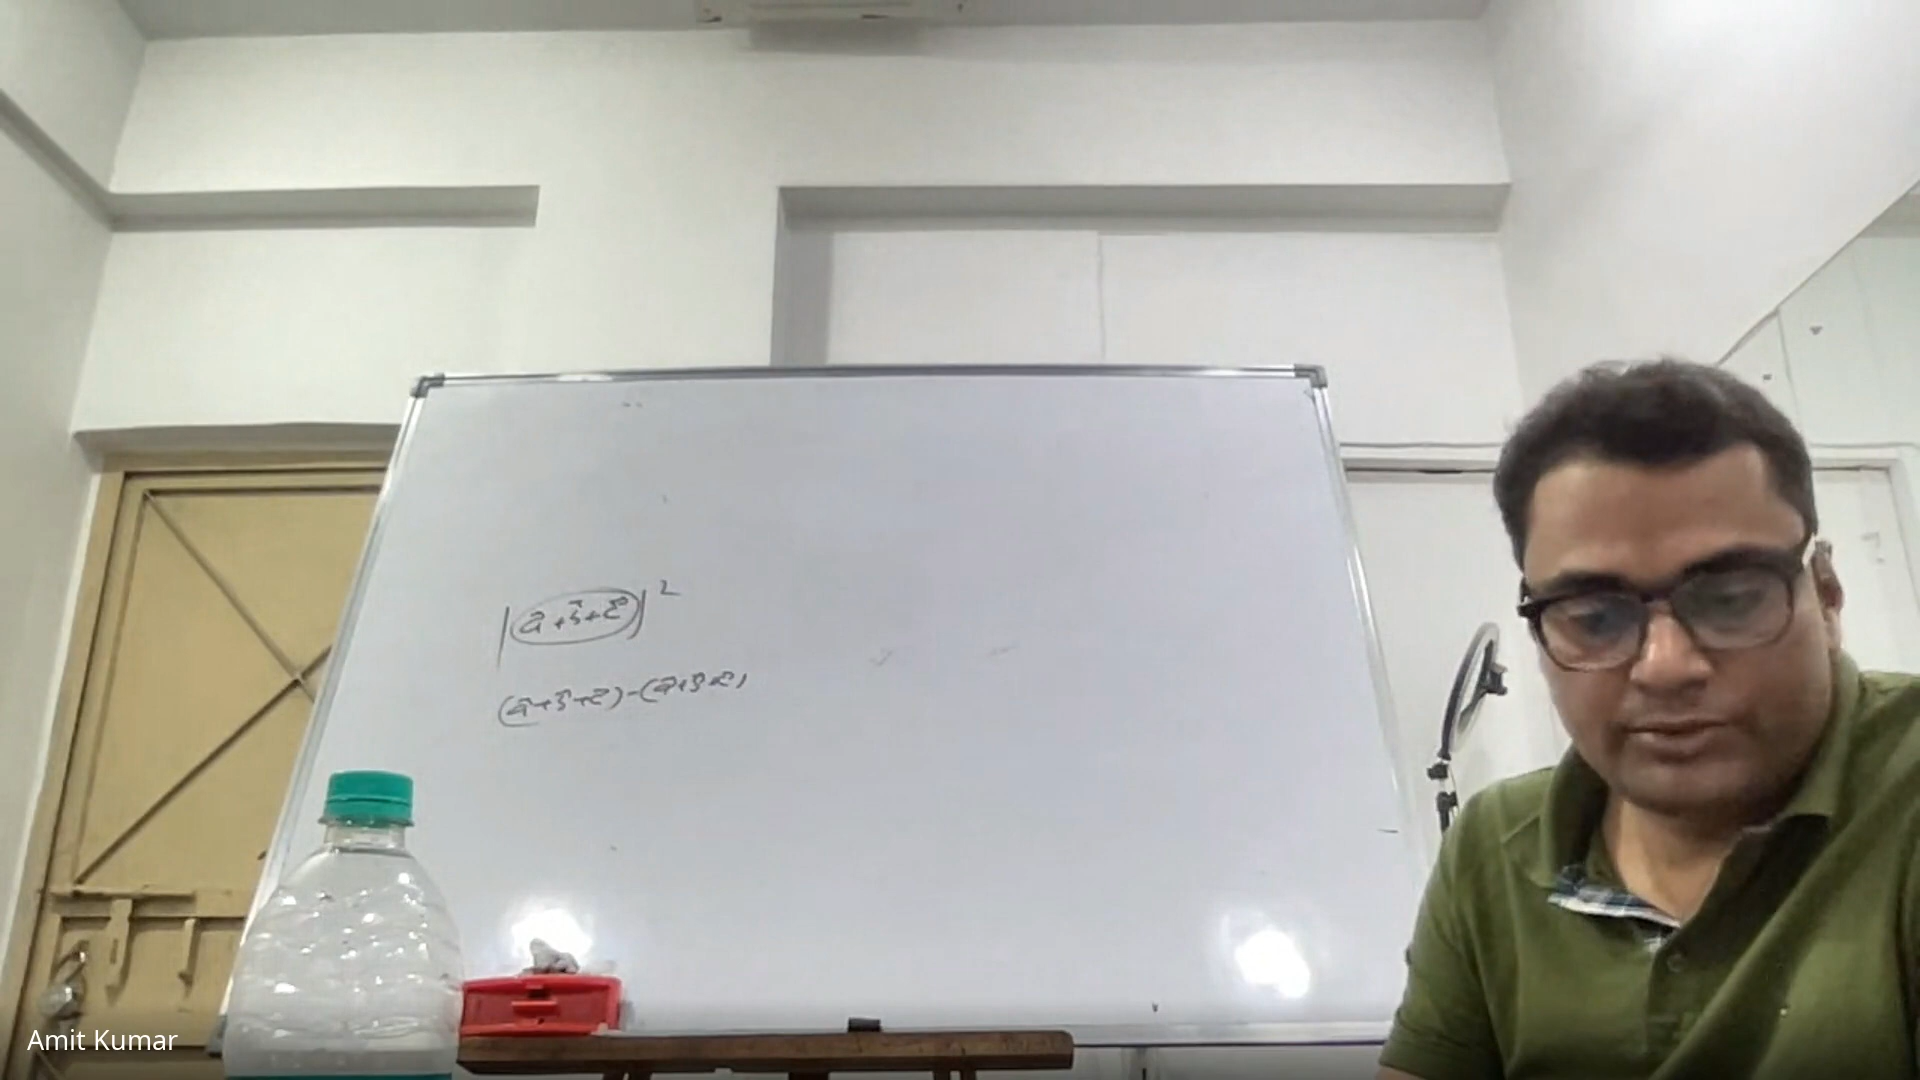 |a⃗ + b⃗ + c⃗|²
(a⃗ + b⃗ + c⃗) - (a⃗ + b⃗ + c⃗)
Amit Kumar